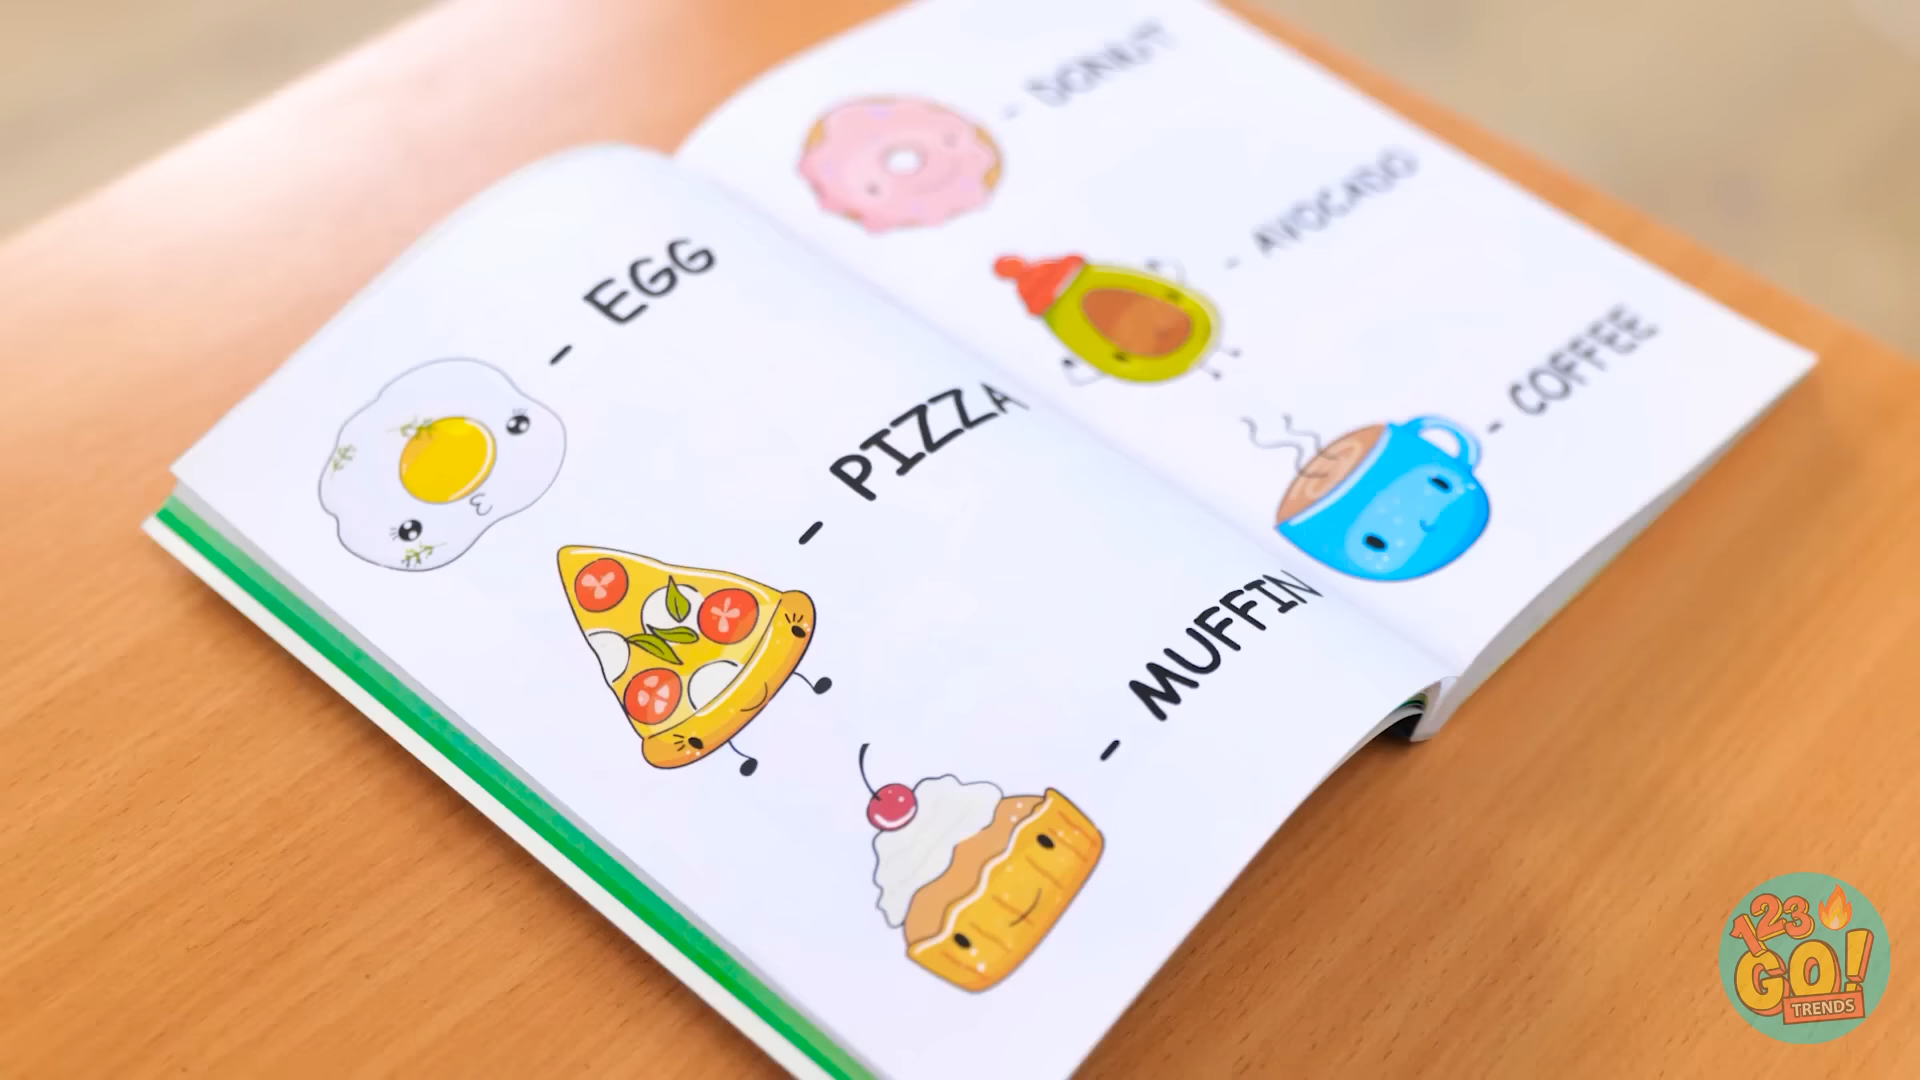 - EGG
- PIZZA
- MUFFIN
- DONUT
- AVOCADO
- COFFEE
123
GO!
TRENDS